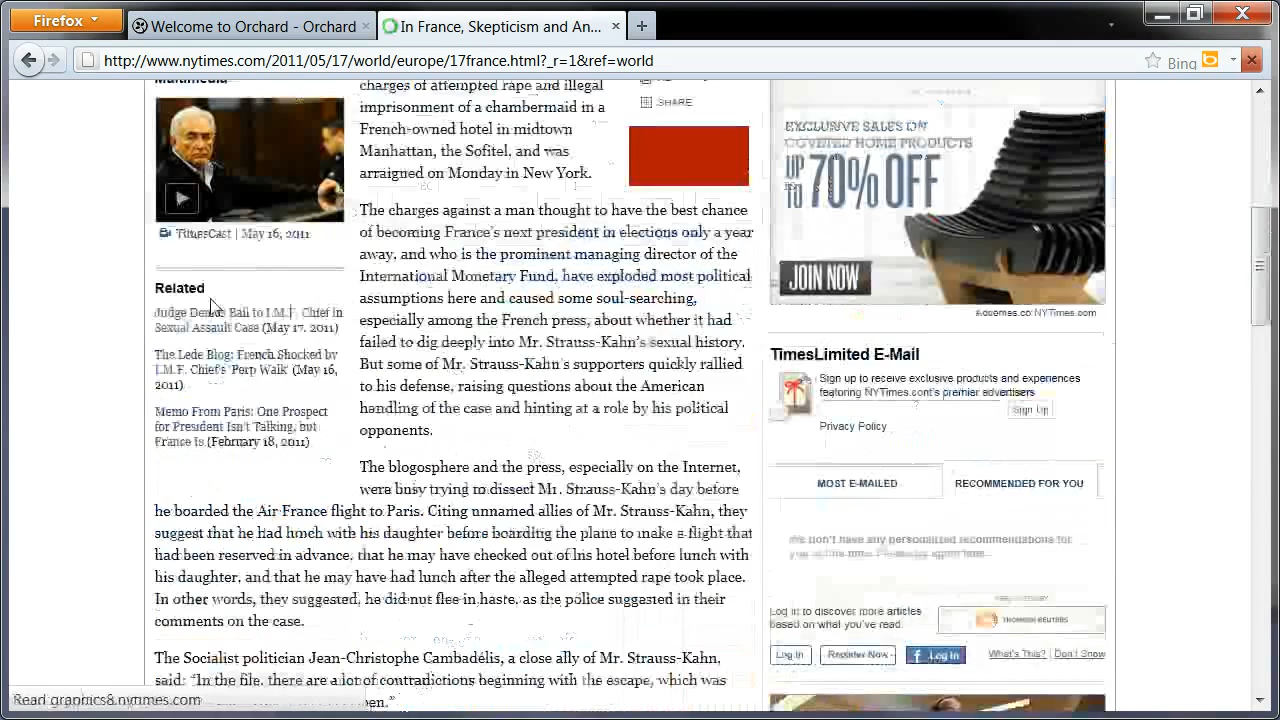 Firefox
Welcome to Orchard - Orchard
In France, Skepticism and An...
http://www.nytimes.com/2011/05/17/world/europe/17france.html?_r=1&ref=world
Bing
Multimedia
TimesCast | May 16, 2011
Related
Judge Denies Bail to I.M.F. Chief in
Sexual Assault Case (May 17, 2011)
The Lede Blog: French Shocked by
I.M.F. Chief's 'Perp Walk' (May 16,
2011)
Memo From Paris: One Prospect
for President Isn't Talking, but
France Is (February 18, 2011)
charges of attempted rape and illegal
imprisonment of a chambermaid in a
French-owned hotel in midtown
Manhattan, the Sofitel, and was
arraigned on Monday in New York.
SHARE
The charges against a man thought to have the best chance
of becoming France's next president in elections only a year
away, and who is the prominent managing director of the
International Monetary Fund, have exploded most political
assumptions here and caused some soul-searching,
especially among the French press, about whether it had
failed to dig deeply into Mr. Strauss-Kahn's sexual history.
But some of Mr. Strauss-Kahn's supporters quickly rallied
to his defense, raising questions about the American
handling of the case and hinting at a role by his political
opponents.
The blogosphere and the press, especially on the Internet,
were busy trying to dissect Mr. Strauss-Kahn's day before
he boarded the Air France flight to Paris. Citing unnamed allies of Mr. Strauss-Kahn, they
suggest that he had lunch with his daughter before boarding the plane to make a flight that
had been reserved in advance, that he may have checked out of his hotel before lunch with
his daughter, and that he may have had lunch after the alleged attempted rape took place.
In other words, they suggested, he did not flee in haste, as the police suggested in their
comments on the case.
The Socialist politician Jean-Christophe Cambadélis, a close ally of Mr. Strauss-Kahn,
said: "In the file, there are a lot of contradictions beginning with the escape, which was
EXCLUSIVE SALES ON
COVETED HOME PRODUCTS
UP TO 70% OFF
JOIN NOW
NYTimes.com
TimesLimited E-Mail
Sign up to receive exclusive products and experiences
featuring NYTimes.com's premier advertisers
Sign Up
Privacy Policy
MOST E-MAILED
RECOMMENDED FOR YOU
We don't have any personalized recommendations for
Log in to discover more articles
based on what you've read.
THOMSON REUTERS
Log In
Register Now
Log In
What's This? | Don't Show
Read graphics8.nytimes.com